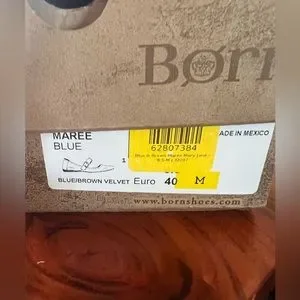 Børn
MAREE
BLUE
62807384
ADE IN MEXICO
BLUE/BROWN VELVET Euro 40 M
www.bornshoes.com